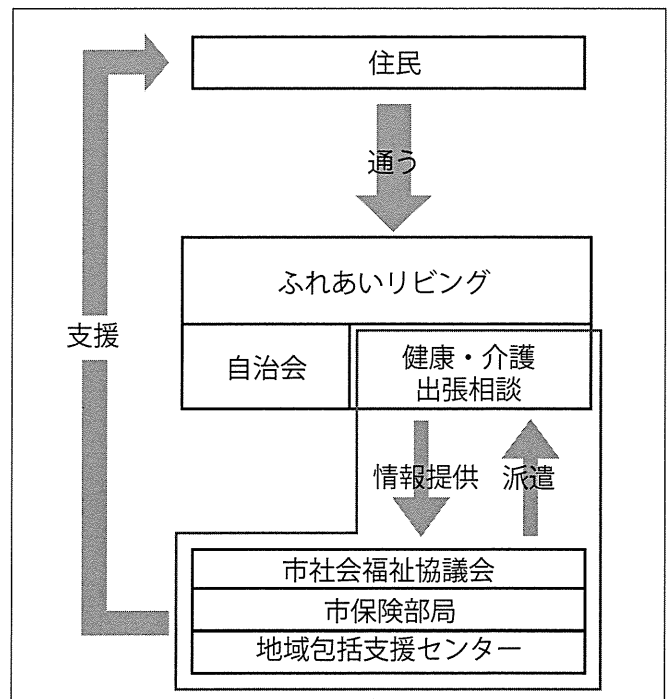 住民
通う
ふれあいリビング
支援
自治会
健康・介護
出張相談
情報提供
派遣
市社会福祉協議会
市保険部局
地域包括支援センター